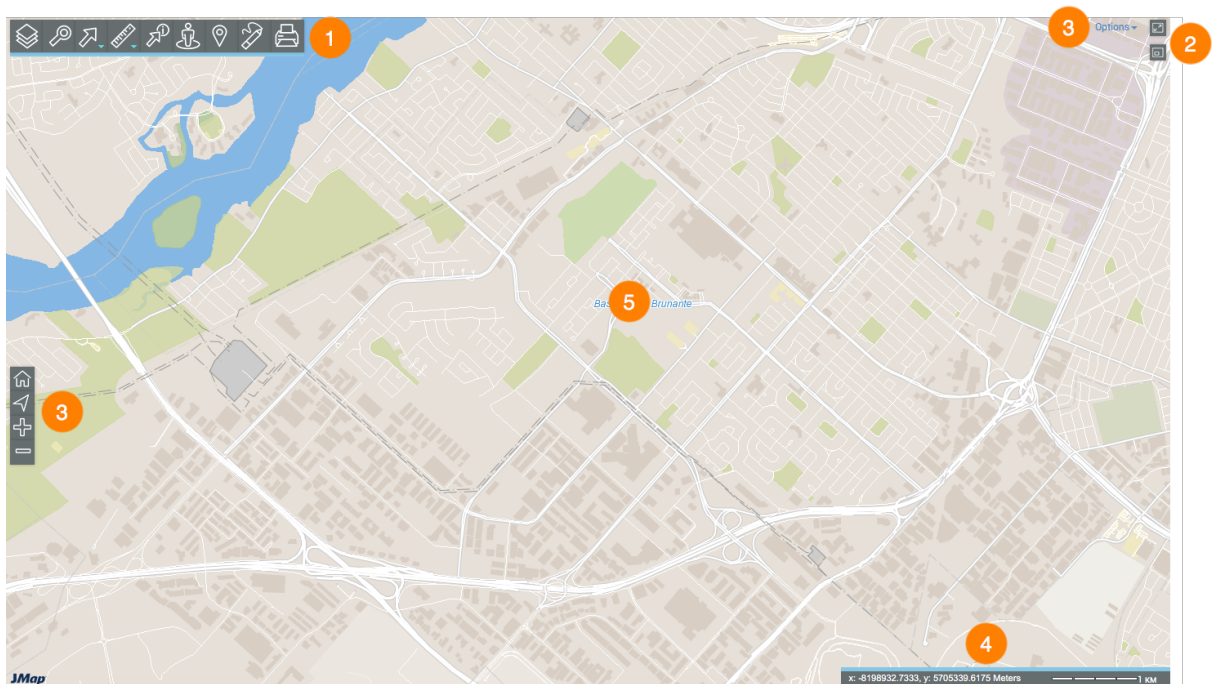 1
3
Options
2
Bas
5
Brunante
3
4
JMap
x: -8198932.7333, y: 5705339.6175 Meters
1 KM